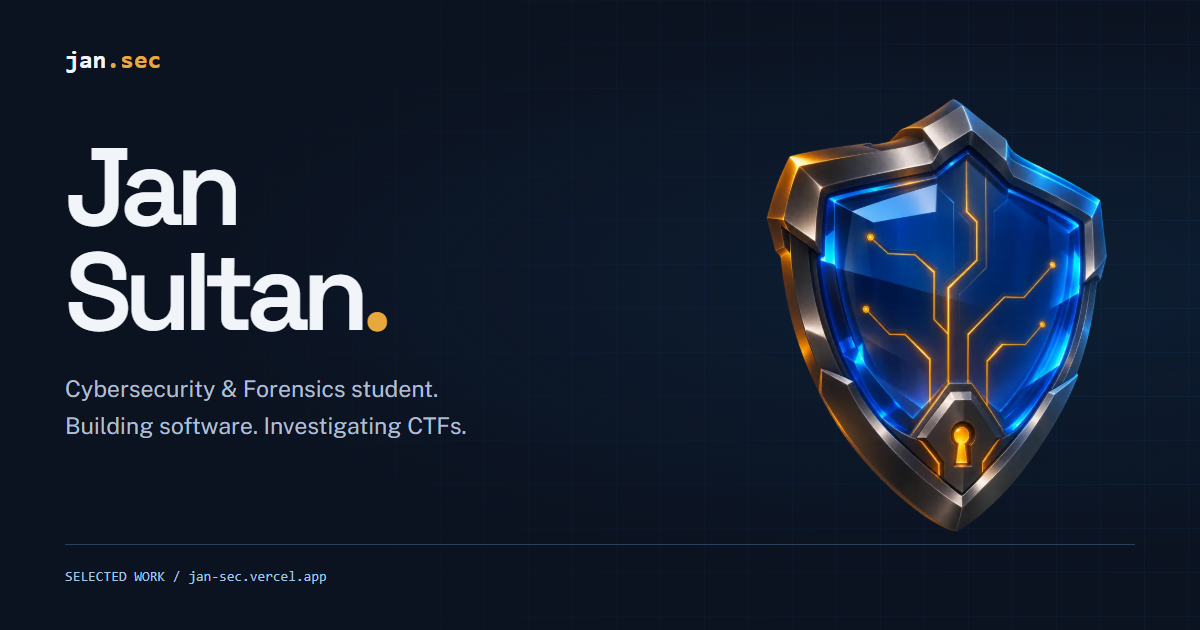 jan.sec
Jan
Sultan.
Cybersecurity & Forensics student.
Building software. Investigating CTFs.
SELECTED WORK / jan-sec.vercel.app